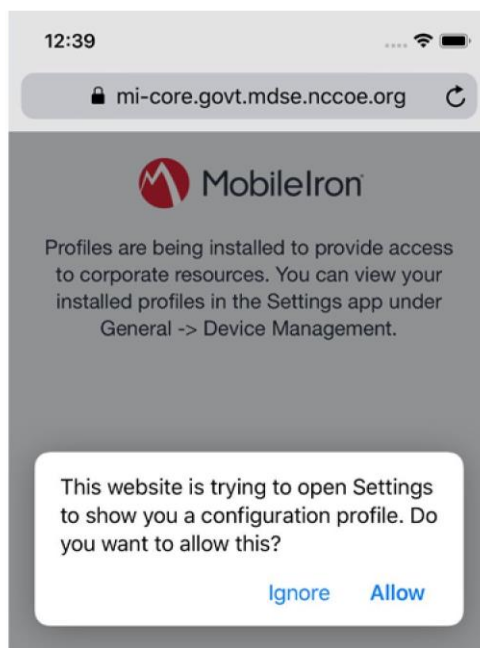 12:39
mi-core.govt.mdse.nccoe.org
MobileIron
Profiles are being installed to provide access
to corporate resources. You can view your
installed profiles in the Settings app under
General -> Device Management.
This website is trying to open Settings
to show you a configuration profile. Do
you want to allow this?
Ignore Allow